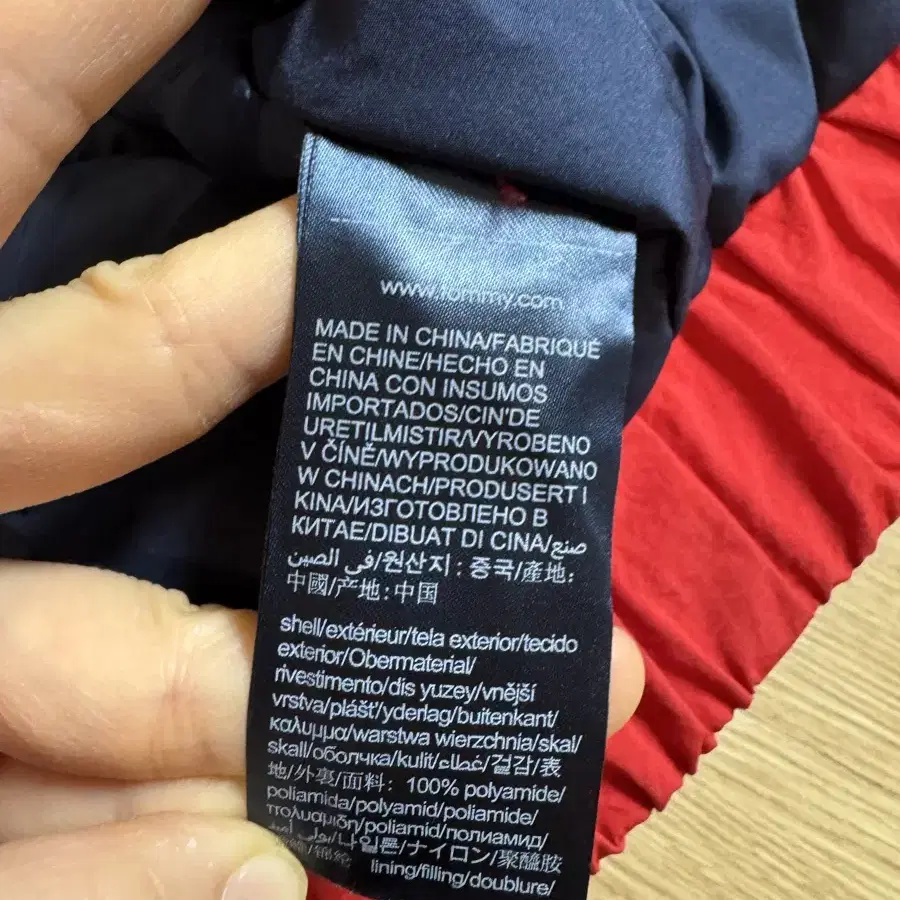 www.tommy.com
MADE IN CHINA/FABRIQUÉ
EN CHINE/HECHO EN
CHINA CON INSUMOS
IMPORTADOS/CIN'DE
URETILMISTIR/VYROBENO
V ČÍNĚ/WYPRODUKOWANO
W CHINACH/PRODUSERT I
KINA/ИЗГОТОВЛЕНО В
КИТАЕ/DIBUAT DI CINA/صنع
في الصين/원산지 : 중국/產地:
中國/产地:中国
shell/extérieur/tela exterior/tecido
exterior/Obermaterial/
rivestimento/dis yuzey/vnější
vrstva/plášť/yderlag/buitenkant/
καλυμμα/warstwa wierzchnia/skal/
skall/оболчка/kulit/غطاء/겉감/表
地/外裏/面料: 100% polyamide/
poliamida/polyamid/poliamide/
πολυαμιδη/poliamid/полиамид/
/나일론/ナイロン/聚醯胺
lining/filling/doublure/